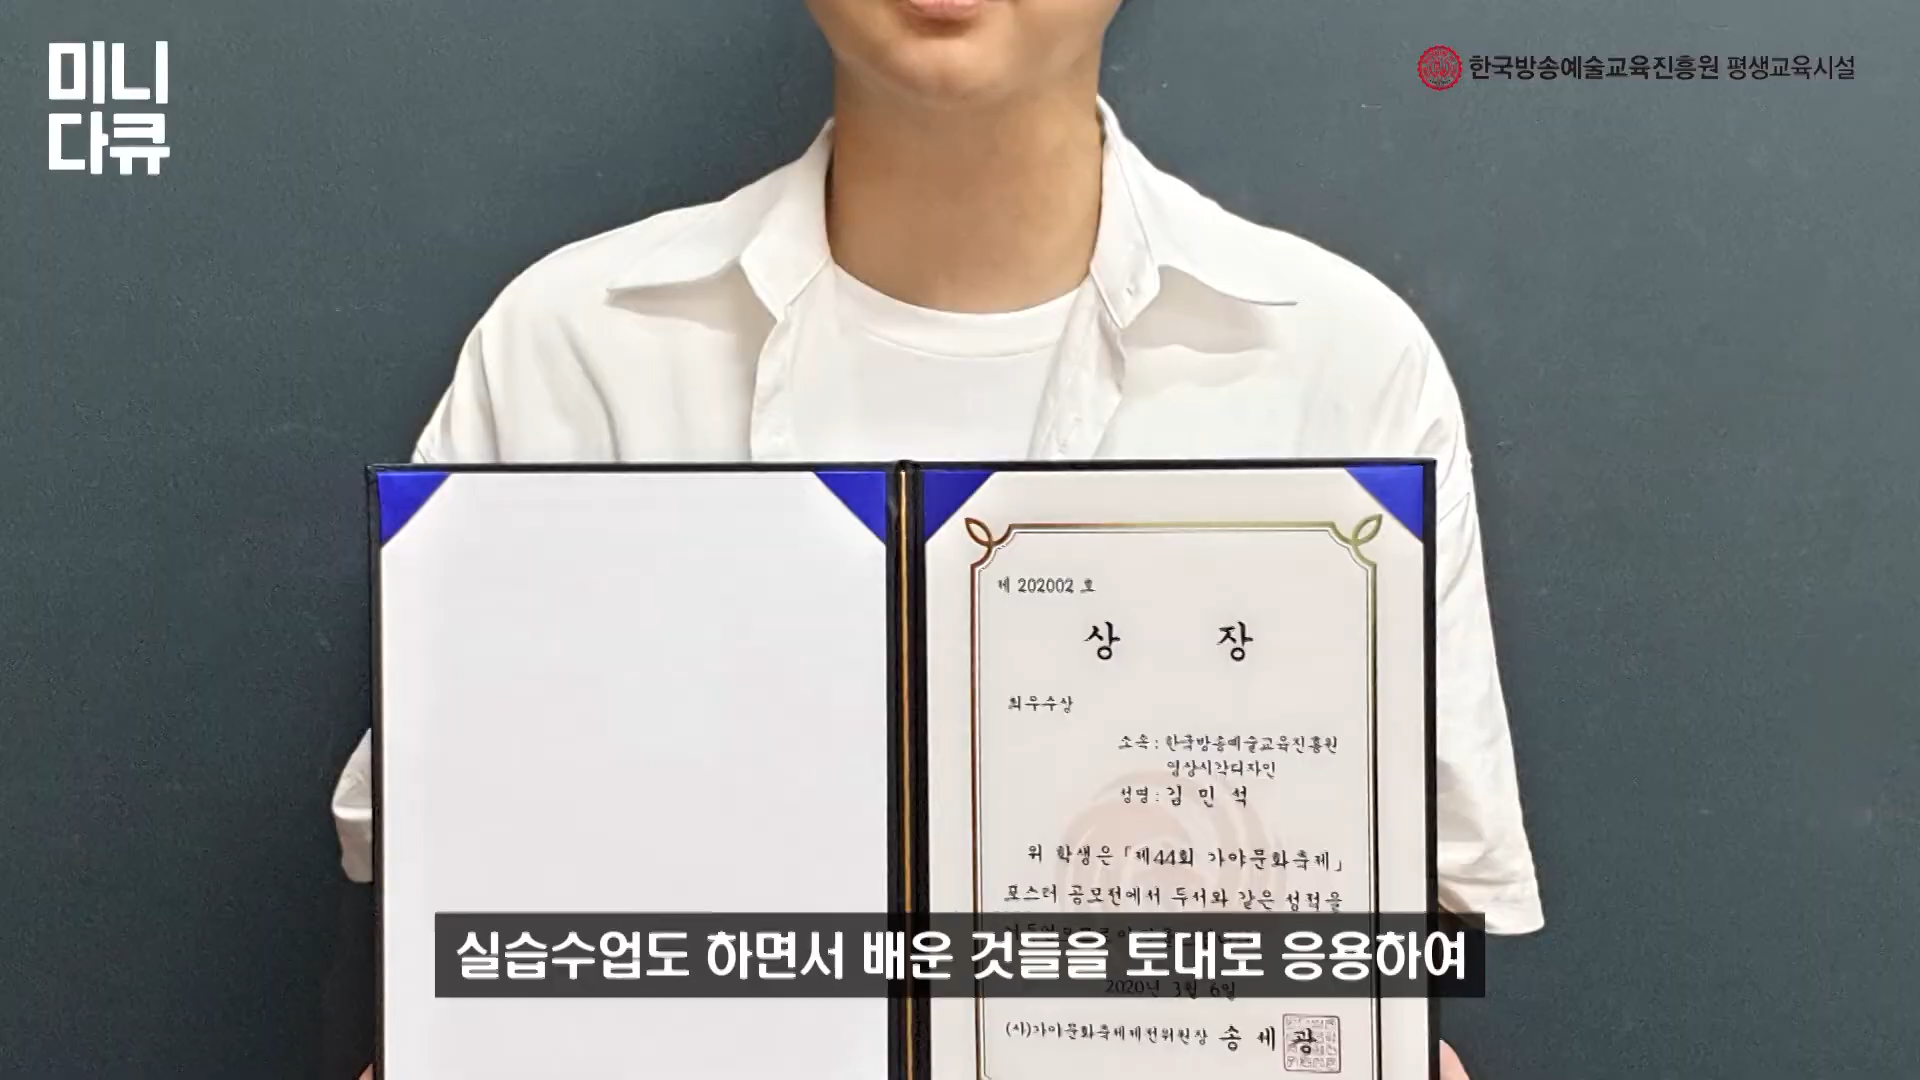 미니
다큐
한국방송예술교육진흥원 평생교육시설
제 202002 호
상 장
최우수상
소속 : 한국방송예술교육진흥원
영상시각디자인
성명 : 김 민 석
위 학생은 「제44회 가야문화축제」
포스터 공모전에서 두서와 같은 성적을
실습수업도 하면서 배운 것들을 토대로 응용하여
2020년 3월 6일
(사)가야문화축제제전위원장 송 세 광